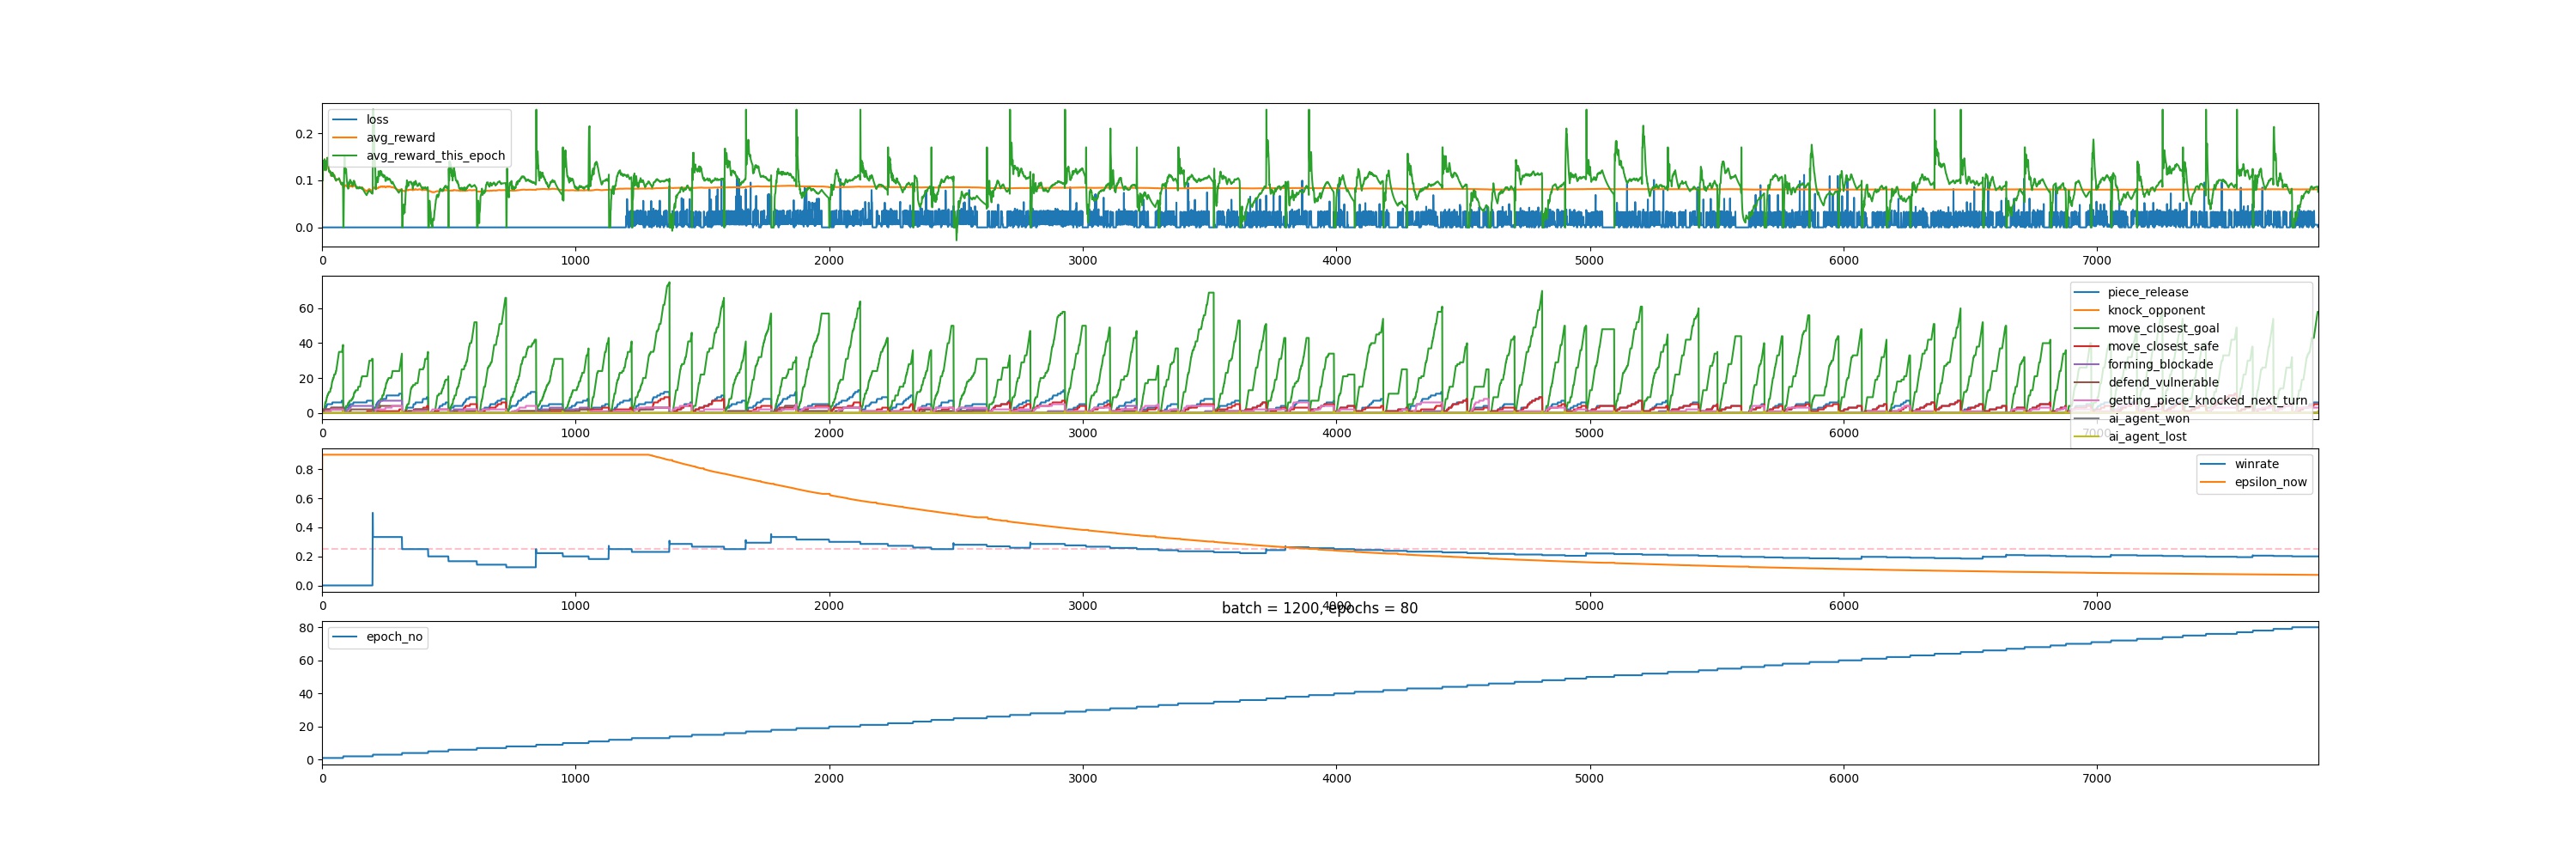 loss
avg_reward
avg_reward_this_epoch
0.2
0.1
0.0
0 1000 2000 3000 4000 5000 6000 7000
piece_release
knock_opponent
move_closest_goal
move_closest_safe
forming_blockade
defend_vulnerable
getting_piece_knocked_next_turn
ai_agent_won
ai_agent_lost
60
40
20
0
0 1000 2000 3000 4000 5000 6000 7000
winrate
epsilon_now
0.8
0.6
0.4
0.2
0.0
0 1000 2000 3000 4000 5000 6000 7000
batch = 1200, epochs = 80
epoch_no
80
60
40
20
0
0 1000 2000 3000 4000 5000 6000 7000